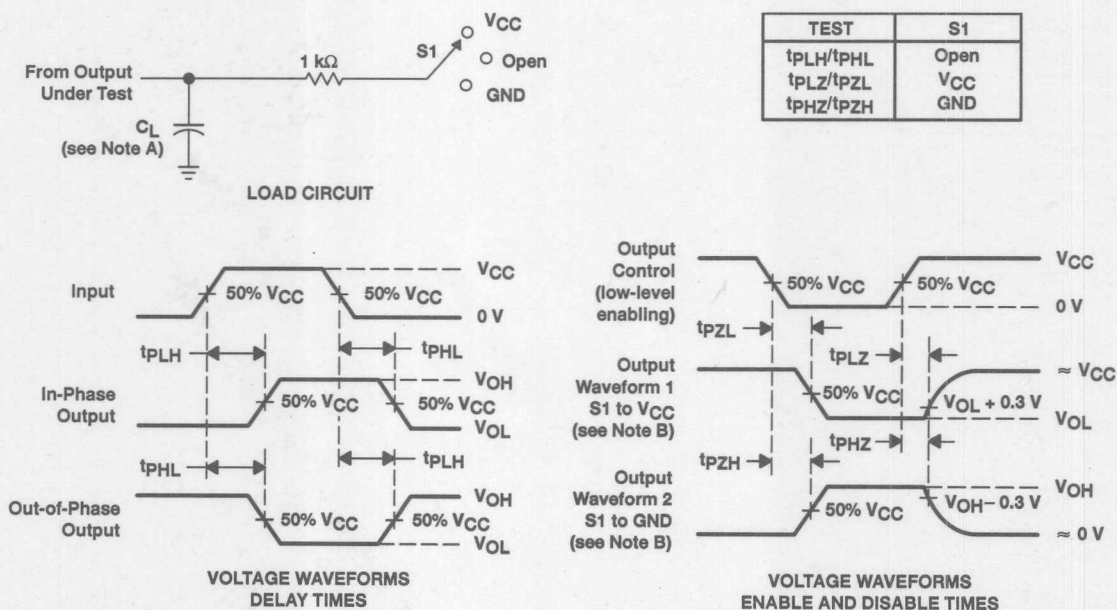 From Output
Under Test
CL
(see Note A)
1 kΩ
S1
VCC
Open
GND
LOAD CIRCUIT
TEST S1
tPLH/tPHL Open
tPLZ/tPZL VCC
tPHZ/tPZH GND
Input
50% VCC
50% VCC
VCC
0 V
tPLH
tPHL
In-Phase
Output
50% VCC
50% VCC
VOH
VOL
tPHL
tPLH
Out-of-Phase
Output
50% VCC
50% VCC
VOH
VOL
VOLTAGE WAVEFORMS
DELAY TIMES
Output
Control
(low-level
enabling)
50% VCC
50% VCC
VCC
0 V
tPZL
tPLZ
Output
Waveform 1
S1 to VCC
(see Note B)
50% VCC
VOL + 0.3 V
≈ VCC
VOL
tPZH
tPHZ
Output
Waveform 2
S1 to GND
(see Note B)
50% VCC
VOH – 0.3 V
VOH
≈ 0 V
VOLTAGE WAVEFORMS
ENABLE AND DISABLE TIMES